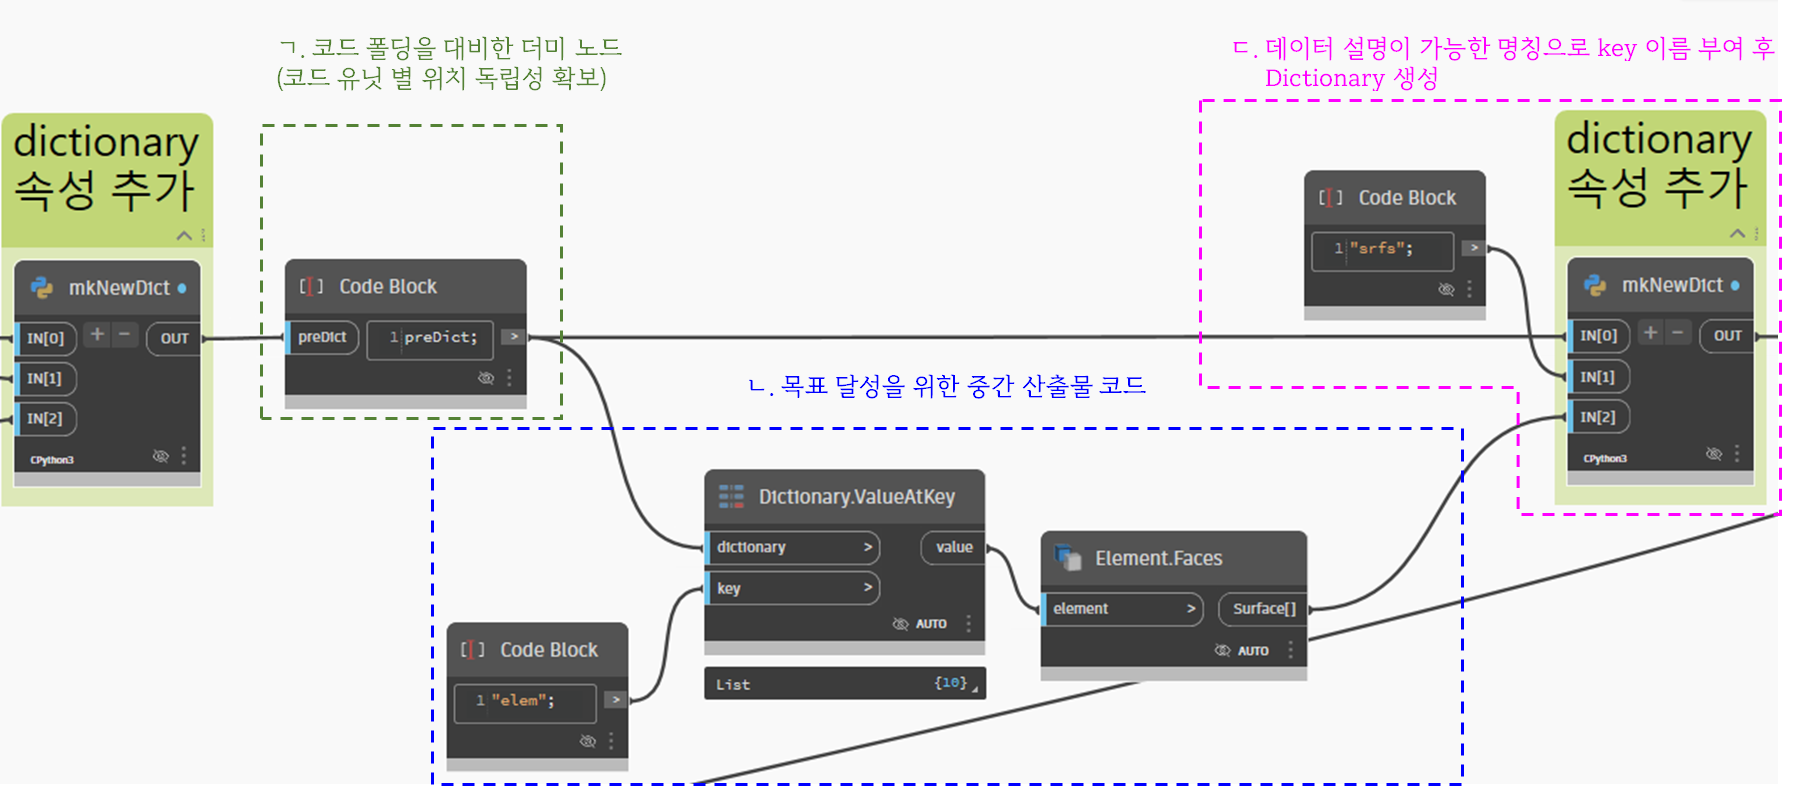 ㄱ. 코드 폴딩을 대비한 더미 노드
(코드 유닛 별 위치 독립성 확보)
ㄷ. 데이터 설명이 가능한 명칭으로 key 이름 부여 후
Dictionary 생성
dictionary
속성 추가
mkNewDict
IN[0]
+
−
OUT
IN[1]
IN[2]
CPython3
Code Block
preDict
1
preDict;
>
ㄴ. 목표 달성을 위한 중간 산출물 코드
Code Block
1
"elem";
>
Dictionary.ValueAtKey
dictionary >
value
key >
AUTO
List
{10}
Element.Faces
element >
Surface[]
AUTO
Code Block
1
"srfs";
>
dictionary
속성 추가
mkNewDict
IN[0]
+
−
OUT
IN[1]
IN[2]
CPython3